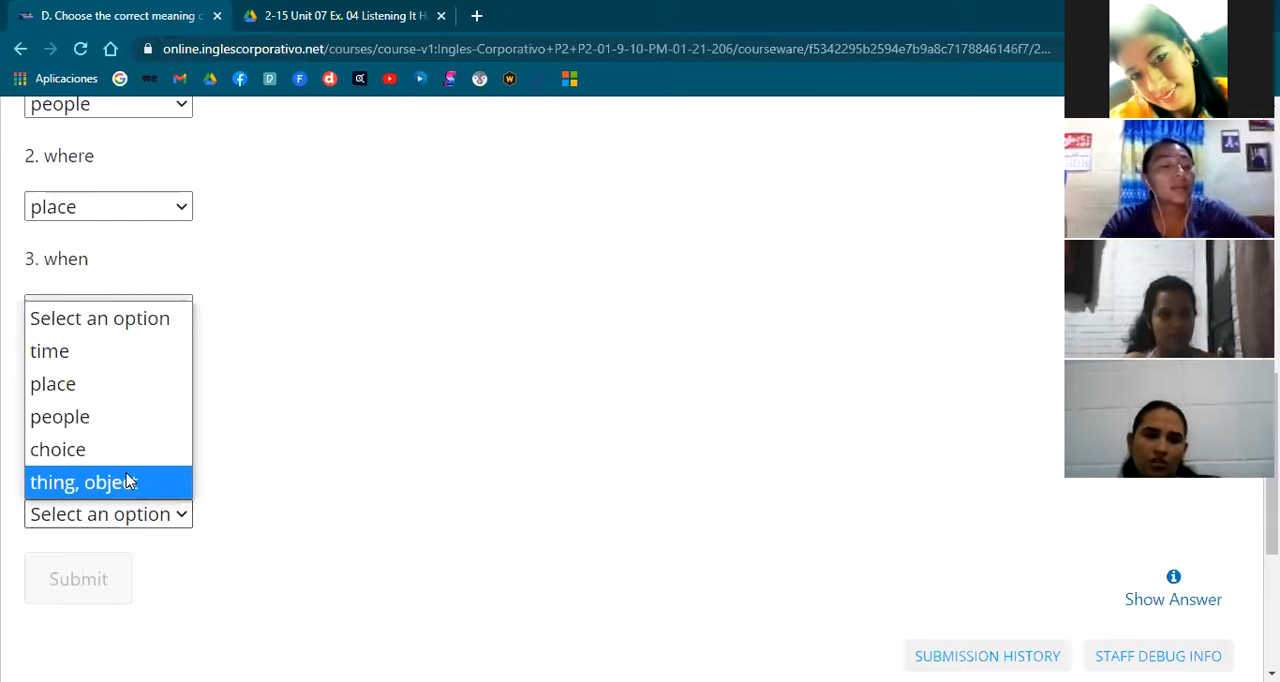 D. Choose the correct meaning
2-15 Unit 07 Ex. 04 Listening It H
online.inglescorporativo.net/courses/course-v1:Ingles-Corporativo+P2+P2-01-9-10-PM-01-21-206/courseware/f5342295b2594e7b9a8c7178846146f7/2...
Aplicaciones
people
2. where
place
3. when
Select an option
time
place
people
choice
thing, object
Select an option
Submit
Show Answer
SUBMISSION HISTORY
STAFF DEBUG INFO